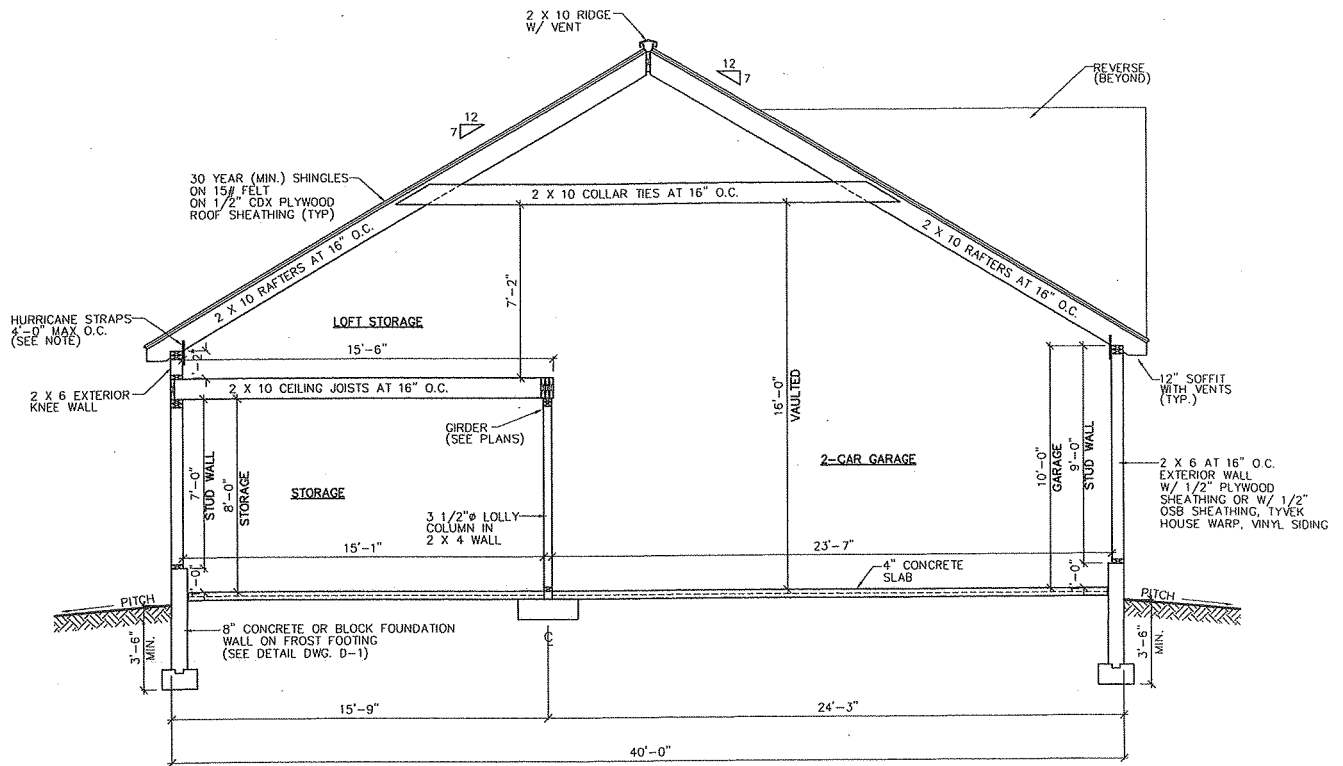 2 X 10 RIDGE
W/ VENT
12
7
12
7
REVERSE
(BEYOND)
30 YEAR (MIN.) SHINGLES
ON 15# FELT
ON 1/2" CDX PLYWOOD
ROOF SHEATHING (TYP)
2 X 10 COLLAR TIES AT 16" O.C.
2 X 10 RAFTERS AT 16" O.C.
2 X 10 RAFTERS AT 16" O.C.
7'-2"
HURRICANE STRAPS
4'-0" MAX O.C.
(SEE NOTE)
LOFT STORAGE
15'-6"
2 X 6 EXTERIOR
KNEE WALL
2 X 10 CEILING JOISTS AT 16" O.C.
16'-0"
VAULTED
12" SOFFIT
WITH VENTS
(TYP.)
GIRDER
(SEE PLANS)
7'-0"
STUD WALL
8'-0"
STORAGE
STORAGE
2-CAR GARAGE
10'-0"
GARAGE
9'-0"
STUD WALL
2 X 6 AT 16" O.C.
EXTERIOR WALL
W/ 1/2" PLYWOOD
SHEATHING OR W/ 1/2"
OSB SHEATHING, TYVEK
HOUSE WARP, VINYL SIDING
3 1/2"ø LOLLY
COLUMN IN
2 X 4 WALL
15'-1"
23'-7"
1'-0"
4" CONCRETE
SLAB
1'-0"
PITCH
PITCH
3'-6"
MIN.
8" CONCRETE OR BLOCK FOUNDATION
WALL ON FROST FOOTING
(SEE DETAIL DWG. D-1)
℄
3'-6"
MIN.
15'-9"
24'-3"
40'-0"